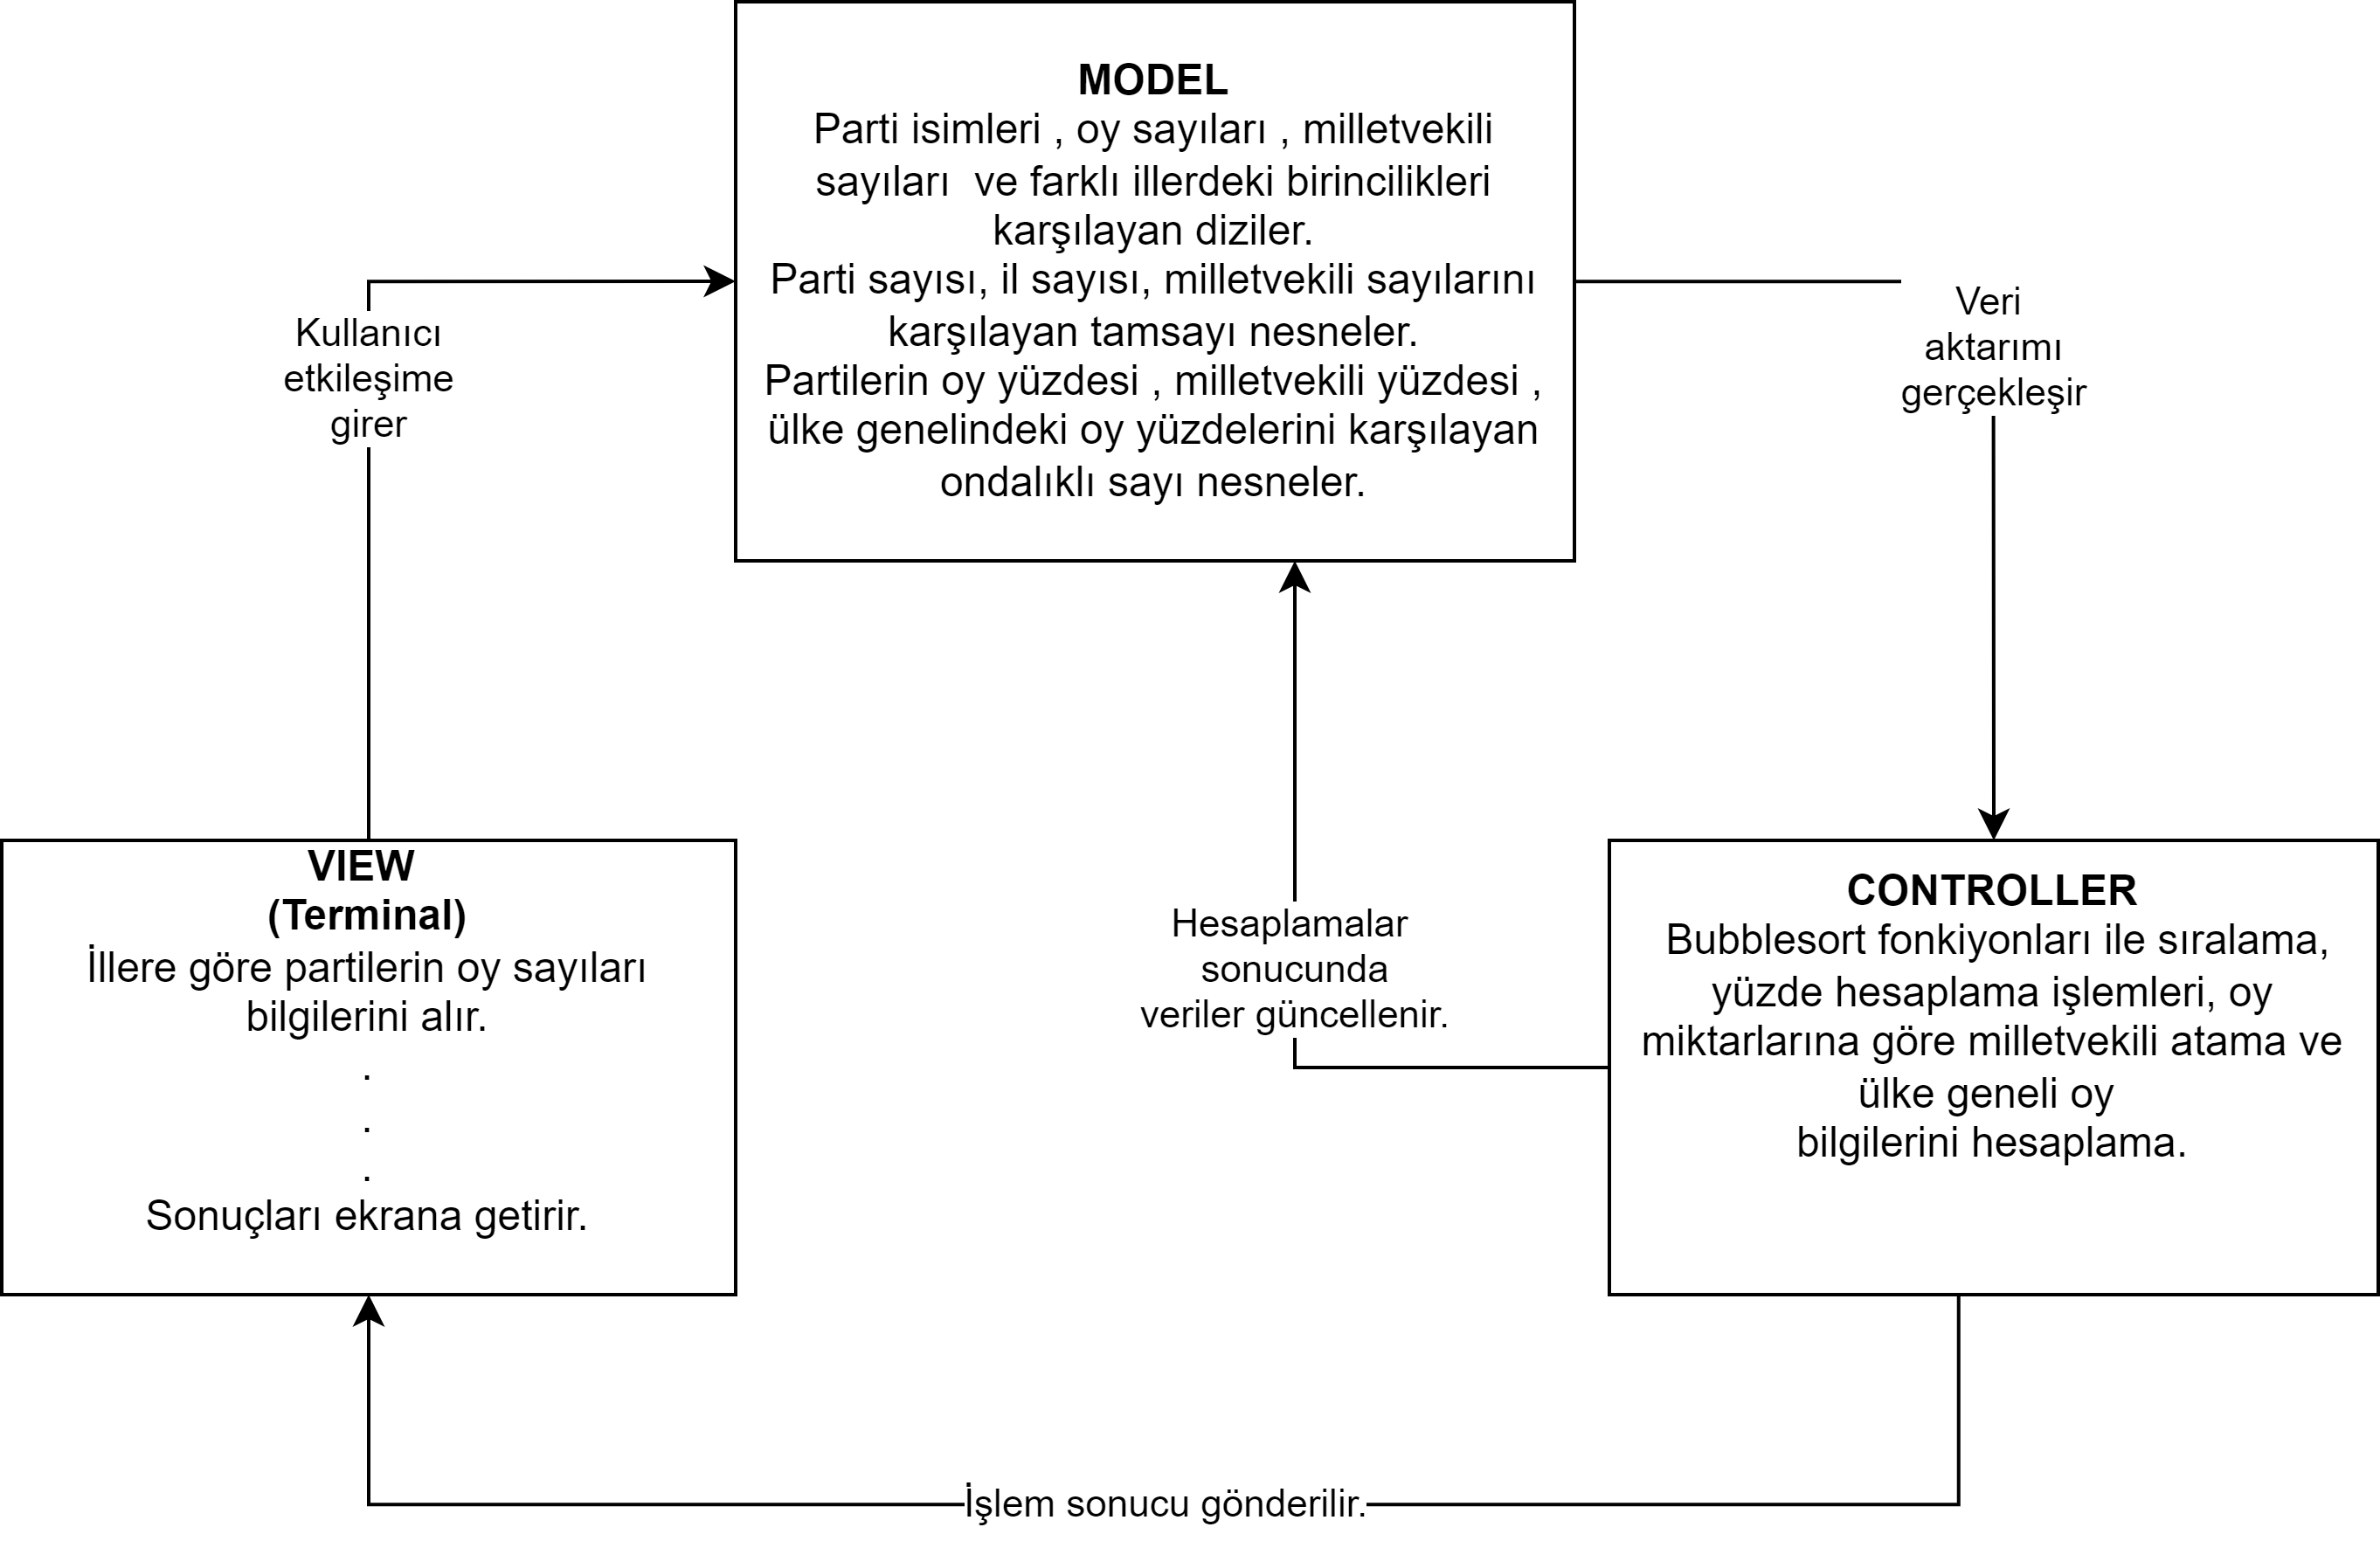 MODEL
Parti isimleri , oy sayıları , milletvekili
sayıları  ve farklı illerdeki birincilikleri
karşılayan diziler.
Parti sayısı, il sayısı, milletvekili sayılarını
karşılayan tamsayı nesneler.
Partilerin oy yüzdesi , milletvekili yüzdesi ,
ülke genelindeki oy yüzdelerini karşılayan
ondalıklı sayı nesneler.
Kullanıcı
etkileşime
girer
Veri
aktarımı
gerçekleşir
VIEW
(Terminal)
İllere göre partilerin oy sayıları
bilgilerini alır.
.
.
.
Sonuçları ekrana getirir.
Hesaplamalar
sonucunda
veriler güncellenir.
CONTROLLER
Bubblesort fonkiyonları ile sıralama,
yüzde hesaplama işlemleri, oy
miktarlarına göre milletvekili atama ve
ülke geneli oy
bilgilerini hesaplama.
İşlem sonucu gönderilir.